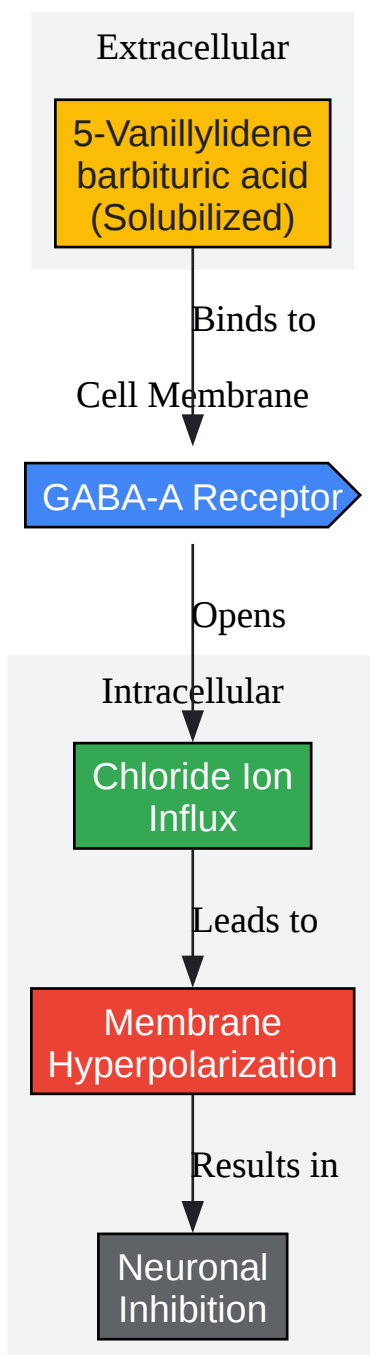 Extracellular
5-Vanillylidene
barbituric acid
(Solubilized)
Binds to
Cell Membrane
GABA-A Receptor
Opens
Intracellular
Chloride Ion
Influx
Leads to
Membrane
Hyperpolarization
Results in
Neuronal
Inhibition